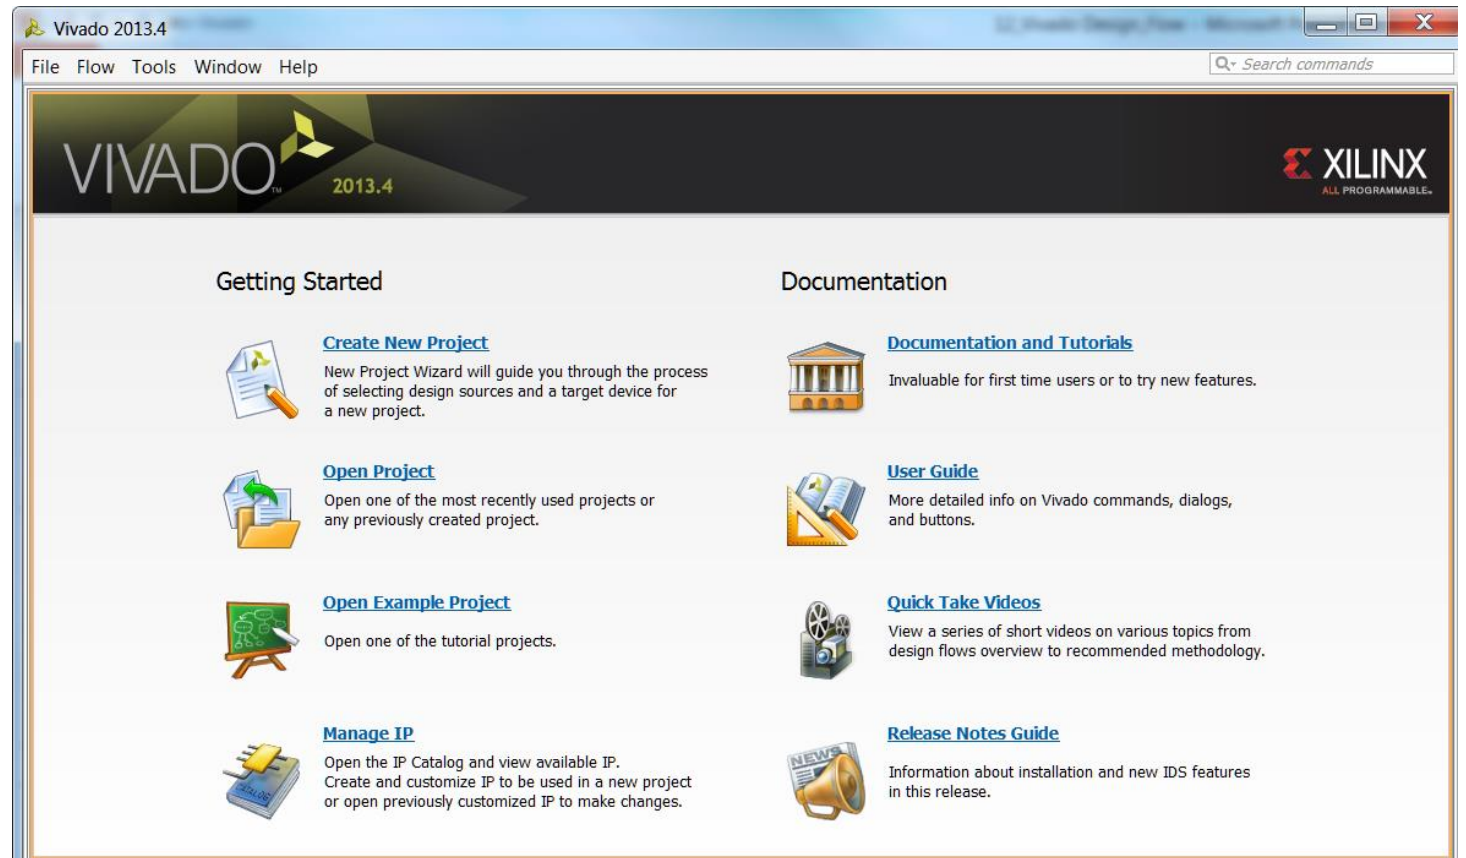 Vivado 2013.4
File Flow Tools Window Help
Search commands
VIVADO™
2013.4
XILINX
ALL PROGRAMMABLE™
Getting Started
Create New Project
New Project Wizard will guide you through the process
of selecting design sources and a target device for
a new project.
Open Project
Open one of the most recently used projects or
any previously created project.
Open Example Project
Open one of the tutorial projects.
Manage IP
Open the IP Catalog and view available IP.
Create and customize IP to be used in a new project
or open previously customized IP to make changes.
CATALOG
Documentation
Documentation and Tutorials
Invaluable for first time users or to try new features.
User Guide
More detailed info on Vivado commands, dialogs,
and buttons.
Quick Take Videos
View a series of short videos on various topics from
design flows overview to recommended methodology.
Release Notes Guide
Information about installation and new IDS features
in this release.
NEWS